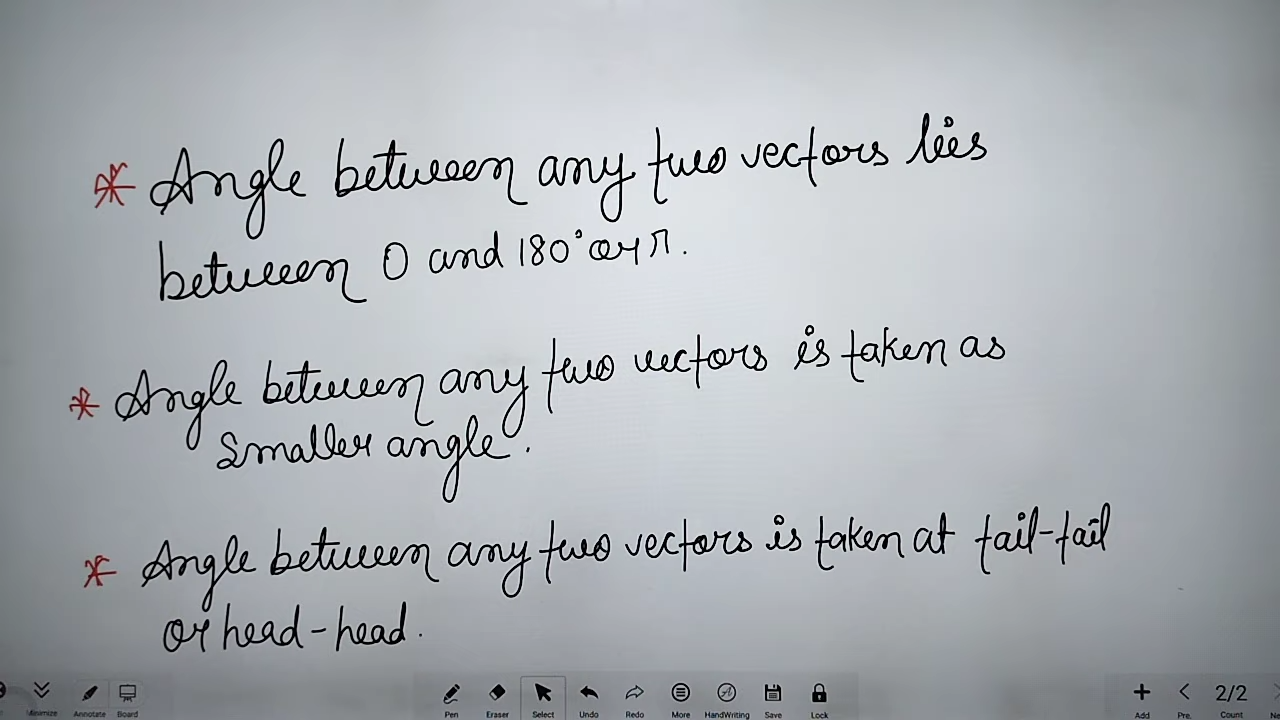 * Angle between any two vectors lies
between 0 and 180° or π.
* Angle between any two vectors is taken as
smaller angle.
* Angle between any two vectors is taken at tail-tail
or head-head.
Minimize Annotate Board Pen Eraser Select Undo Redo More HandWriting Save Lock Add Pre. 2/2 Count